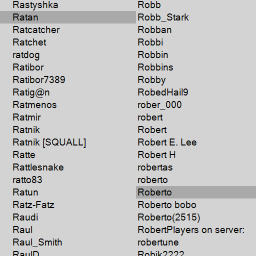 Rastyshka
Ratan
Ratcatcher
Ratchet
ratdog
Ratibor
Ratibor7389
Ratig@n
Ratmenos
Ratmir
Ratnik
Ratnik [SQUALL]
Ratte
Rattlesnake
ratto83
Ratun
Ratz-Fatz
Raudi
Raul
Raul_Smith
RaulD
Robb
Robb_Stark
Robban
Robbi
Robbin
Robbins
Robby
RobedHail9
rober_000
robert
Robert
Robert E. Lee
Robert H
robertas
roberto
Roberto
Roberto bobo
Roberto(2515)
RobertPlayers on server:
robertune
Robik2222